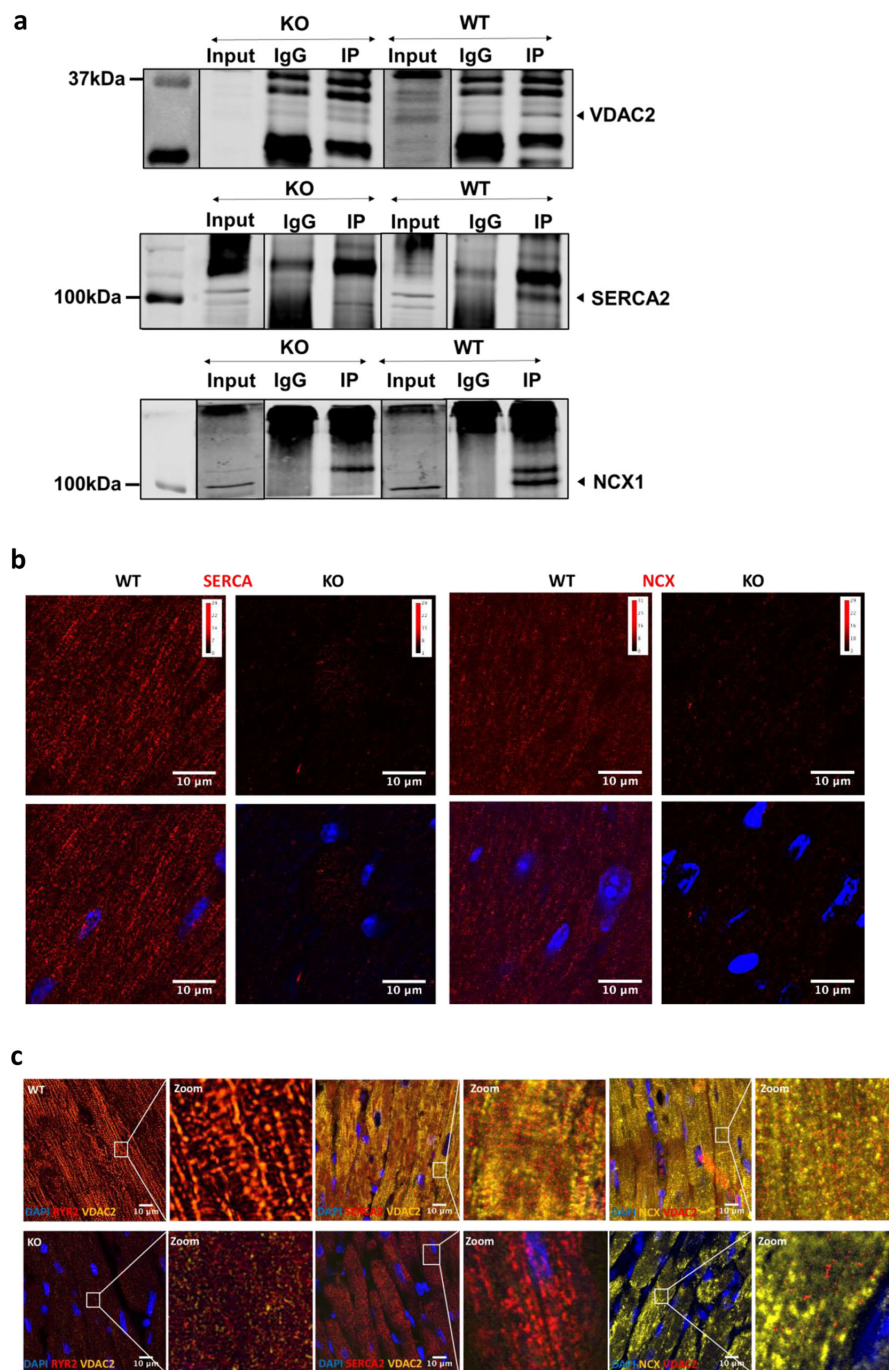 a
KO WT
Input IgG IP Input IgG IP
37kDa
VDAC2
KO WT
Input IgG IP Input IgG IP
100kDa
SERCA2
KO WT
Input IgG IP Input IgG IP
100kDa
NCX1
b
WT SERCA KO WT NCX KO
10 µm 10 µm 10 µm 10 µm
10 µm 10 µm 10 µm 10 µm
c
WT Zoom Zoom Zoom
DAPI RYR2 VDAC2 10 µm DAPI SERCA2 VDAC2 10 µm DAPI NCX VDAC2 10 µm
KO Zoom Zoom Zoom
DAPI RYR2 VDAC2 10 µm DAPI SERCA2 VDAC2 10 µm DAPI NCX VDAC2 10 µm